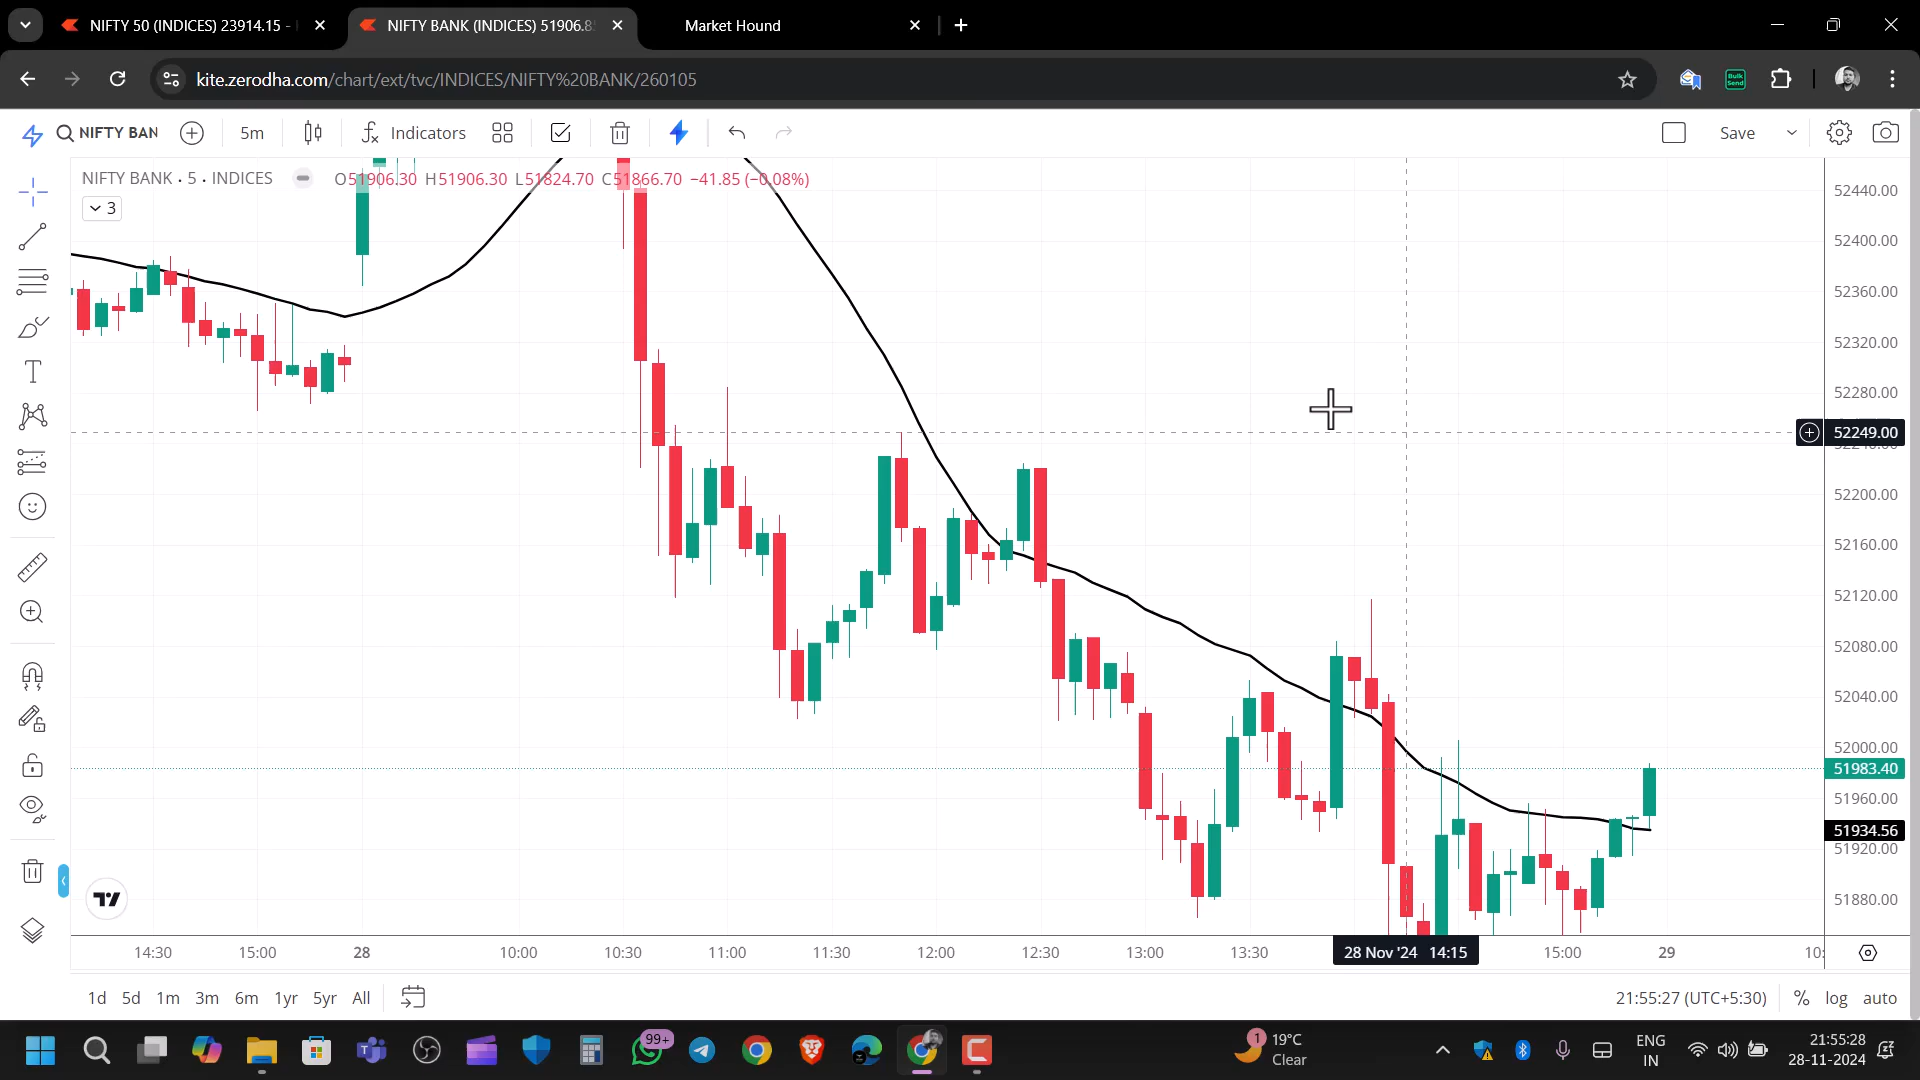 NIFTY 50 (INDICES) 23914.15 -
NIFTY BANK (INDICES) 51906.8
Market Hound
kite.zerodha.com/chart/ext/tvc/INDICES/NIFTY%20BANK/260105
Bulk
Send
NIFTY BAN
5m
Indicators
Save
NIFTY BANK · 5 · INDICES
O51906.30 H51906.30 L51824.70 C51866.70 −41.85 (−0.08%)
3
52440.00
52400.00
52360.00
52320.00
52280.00
52249.00
52200.00
52160.00
52120.00
52080.00
52040.00
52000.00
51983.40
51960.00
51934.56
51920.00
51880.00
14:30 15:00 28 10:00 10:30 11:00 11:30 12:00 12:30 13:00 13:30 28 Nov '24 14:15 15:00 29 10:
1d 5d 1m 3m 6m 1yr 5yr All
21:55:27 (UTC+5:30) % log auto
99+
1
19°C
Clear
ENG
IN
21:55:28
28-11-2024